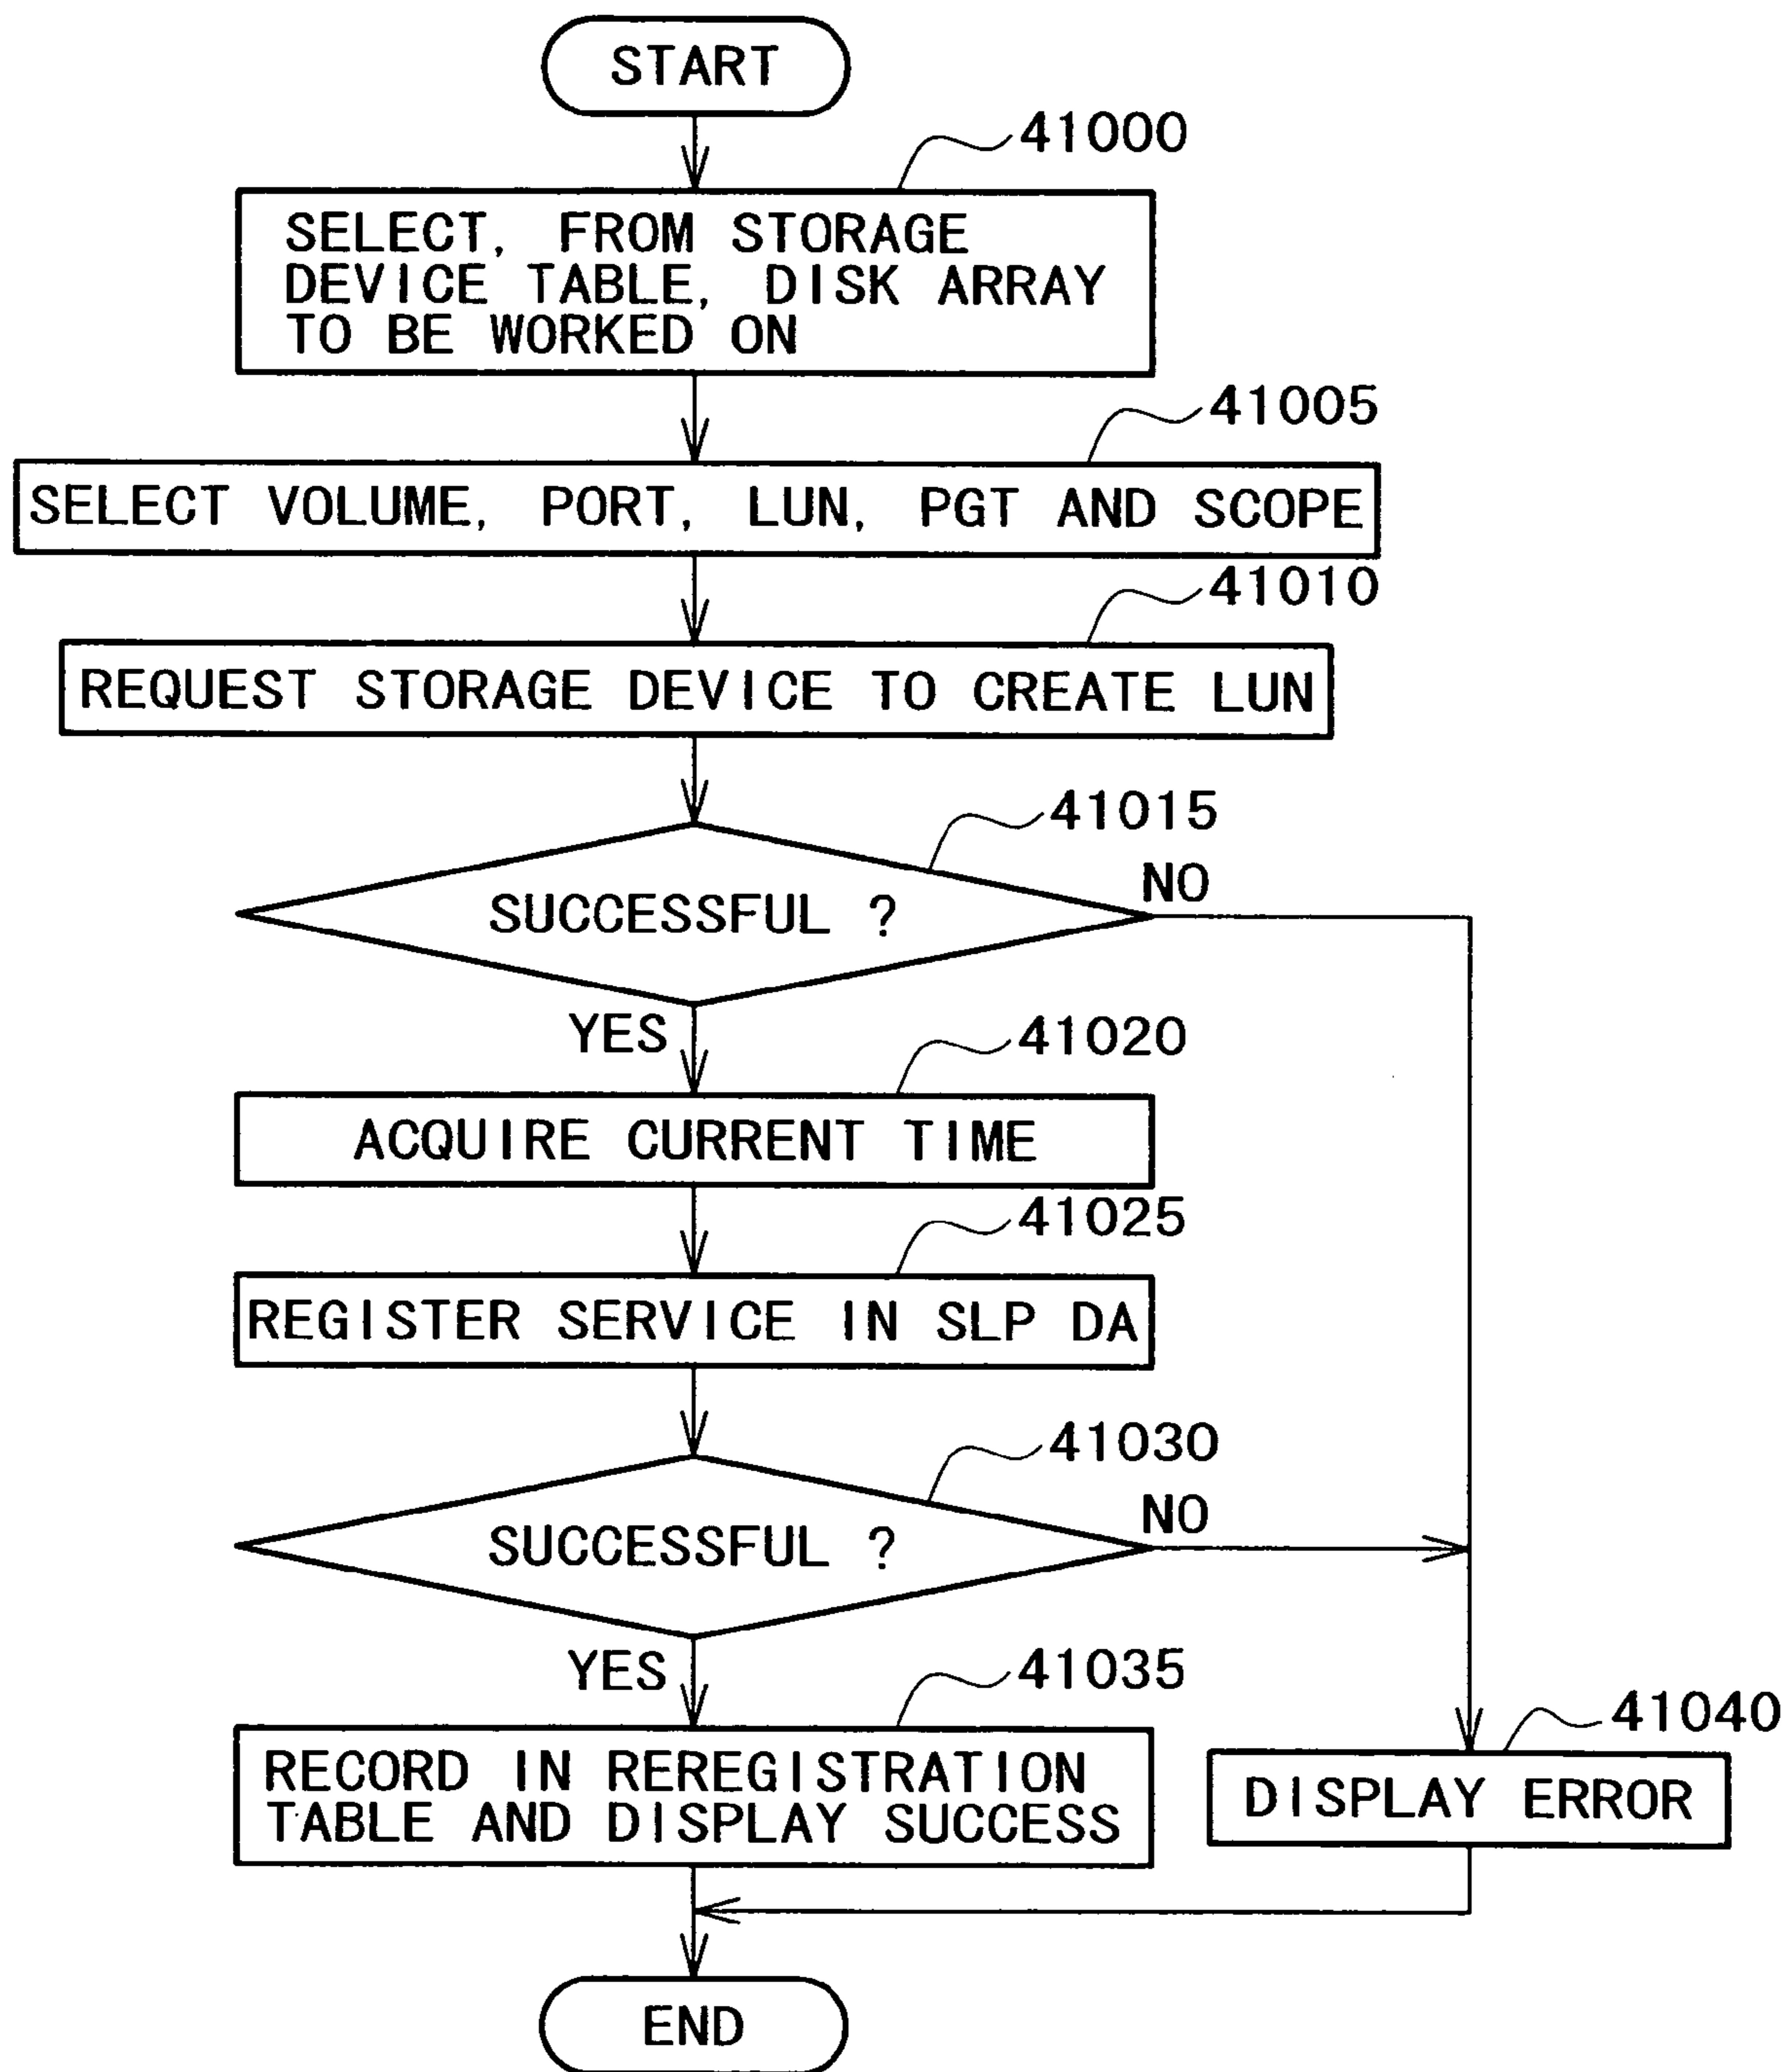 START
41000
SELECT, FROM STORAGE
DEVICE TABLE, DISK ARRAY
TO BE WORKED ON
41005
SELECT VOLUME, PORT, LUN, PGT AND SCOPE
41010
REQUEST STORAGE DEVICE TO CREATE LUN
41015
SUCCESSFUL ?
NO
YES
41020
ACQUIRE CURRENT TIME
41025
REGISTER SERVICE IN SLP DA
41030
SUCCESSFUL ?
NO
YES
41035
RECORD IN REREGISTRATION
TABLE AND DISPLAY SUCCESS
41040
DISPLAY ERROR
END